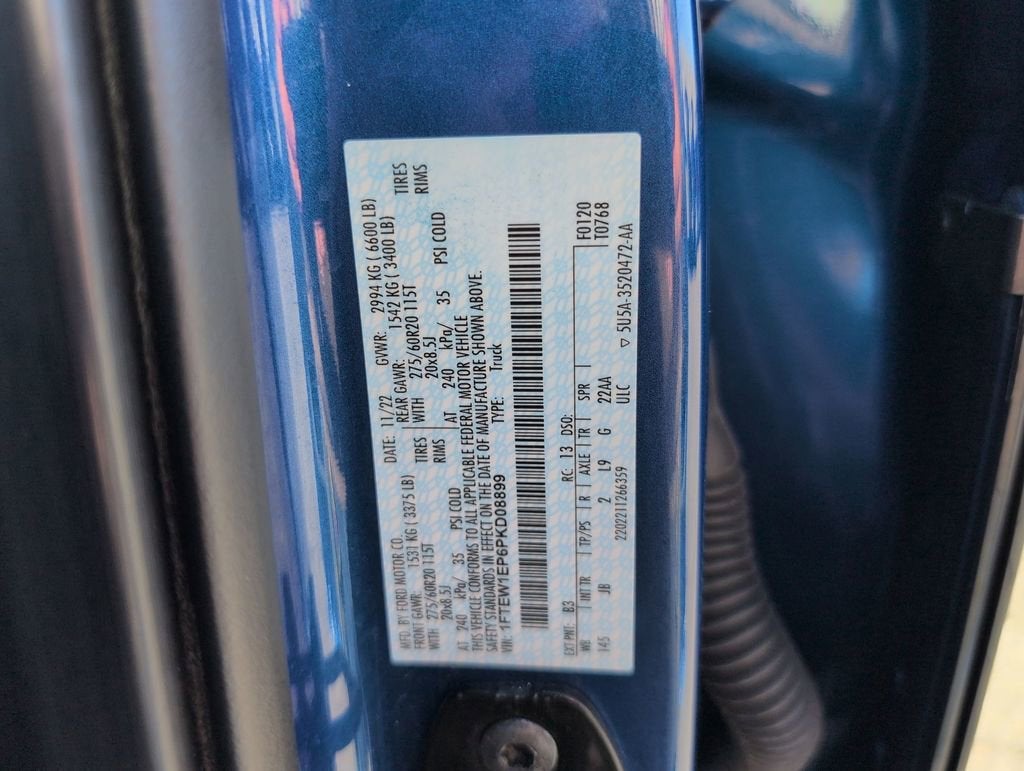 MFD. BY FORD MOTOR CO. DATE: 11/22 GVWR: 2994 KG ( 6600 LB)
FRONT GAWR: 1531 KG ( 3375 LB) REAR GAWR: 1542 KG ( 3400 LB)
WITH 275/60R20 115T TIRES WITH 275/60R20 115T TIRES
20x8.5J RIMS 20x8.5J RIMS
AT 240 kPa/ 35 PSI COLD AT 240 kPa/ 35 PSI COLD
THIS VEHICLE CONFORMS TO ALL APPLICABLE FEDERAL MOTOR VEHICLE
SAFETY STANDARDS IN EFFECT ON THE DATE OF MANUFACTURE SHOWN ABOVE.
VIN: 1FTEW1EP6PKD08899 TYPE: Truck
EXT PNT: B3 RC: 13 DSO:
WB INT TR TP/PS R AXLE TR SPR F0120
145 JB 2 L9 G 22AA T0768
2202211266359 ULC ▽ 5U5A-3520472-AA